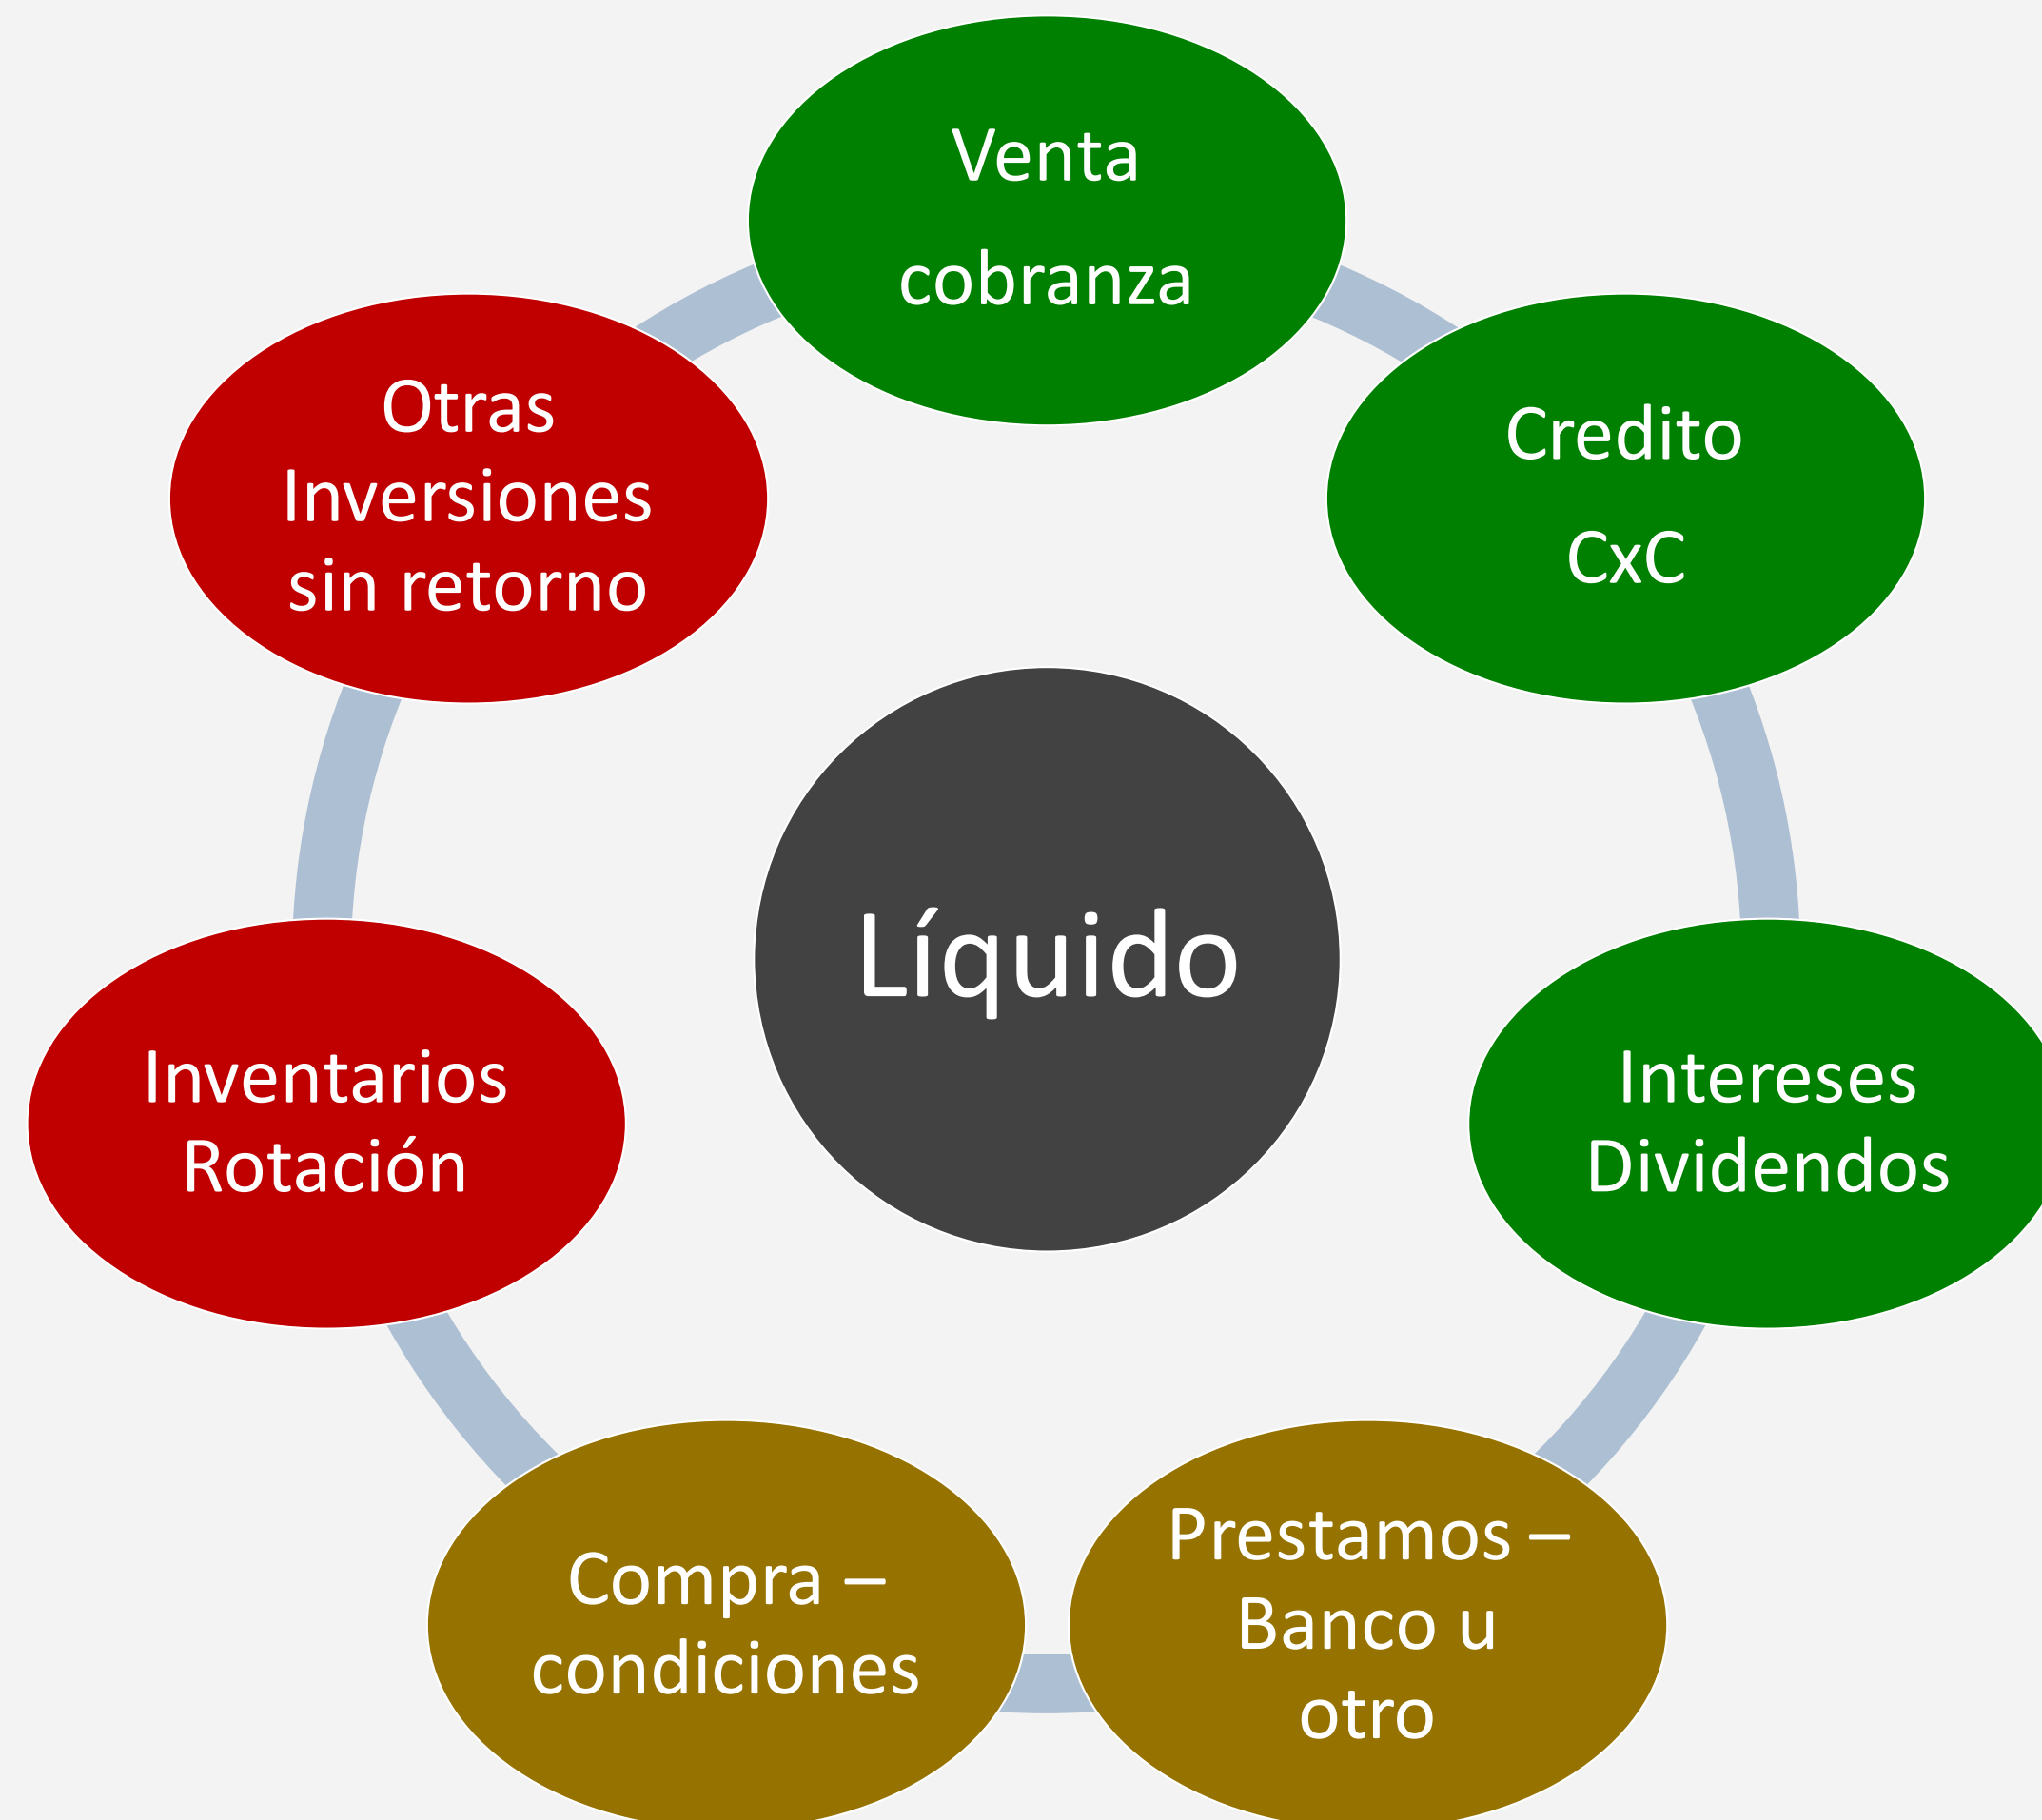 Venta
cobranza
Credito
CxC
Intereses
Dividendos
Prestamos –
Banco u
otro
Compra –
condiciones
Inventarios
Rotación
Otras
Inversiones
sin retorno
Líquido